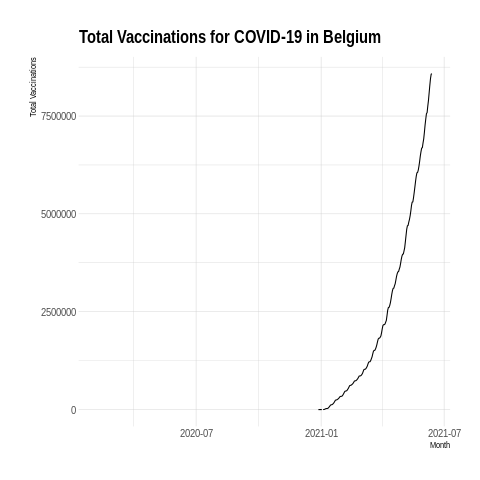 Total Vaccinations for COVID-19 in Belgium
Total Vaccinations
7500000
5000000
2500000
0
2020-07 2021-01 2021-07
Month